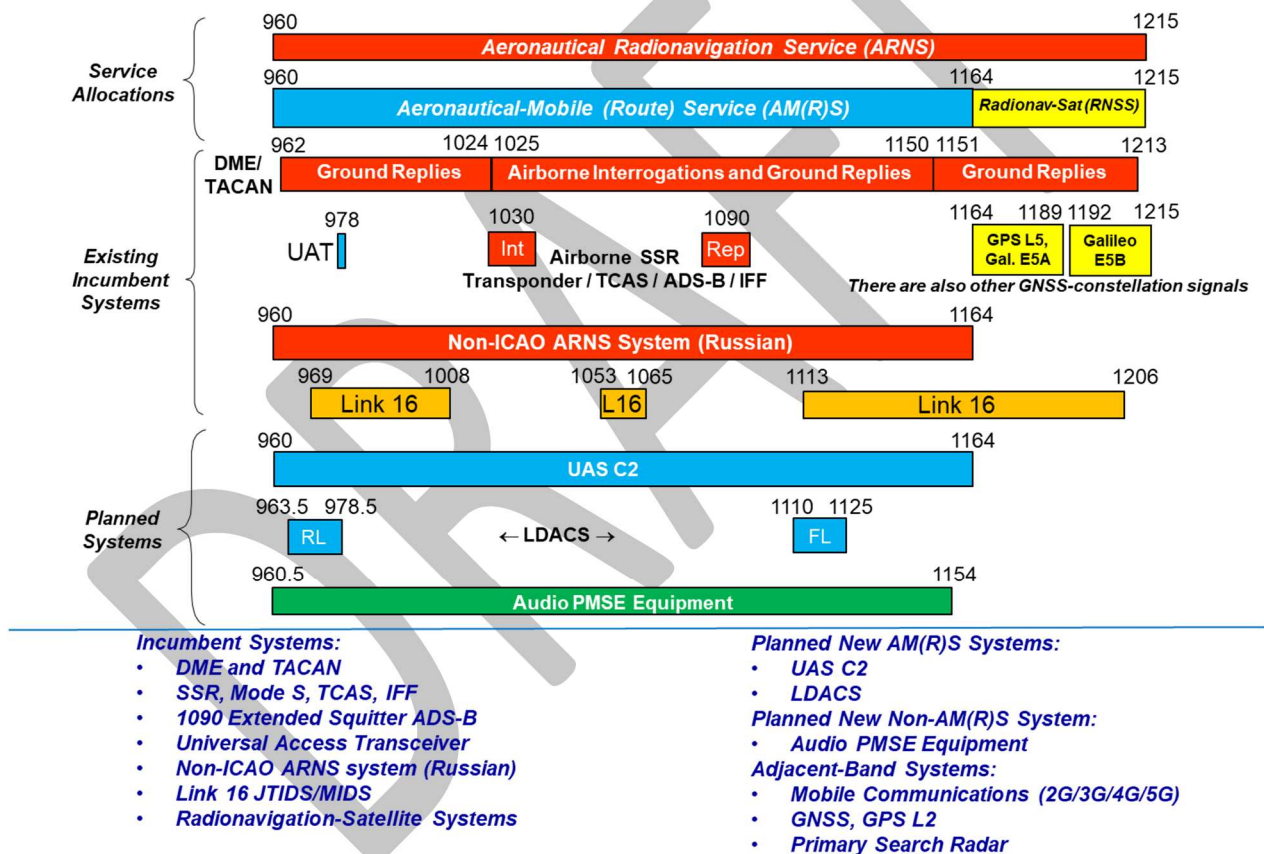 DRAFT
960 1215
Aeronautical Radionavigation Service (ARNS)
Service
Allocations
960 1164 1215
Aeronautical-Mobile (Route) Service (AM(R)S) Radionav-Sat (RNSS)
962 1024 1025 1150 1151 1213
DME/
TACAN
Ground Replies Airborne Interrogations and Ground Replies Ground Replies
Existing
Incumbent
Systems
978 1030 1090 1164 1189 1192 1215
UAT Int Rep
Airborne SSR
Transponder / TCAS / ADS-B / IFF
GPS L5,
Gal. E5A
Galileo
E5B
There are also other GNSS-constellation signals
960 1164
Non-ICAO ARNS System (Russian)
969 1008 1053 1065 1113 1206
Link 16 L16 Link 16
Planned
Systems
960 1164
UAS C2
963.5 978.5 1110 1125
RL ← LDACS → FL
960.5 1154
Audio PMSE Equipment
Incumbent Systems:
• DME and TACAN
• SSR, Mode S, TCAS, IFF
• 1090 Extended Squitter ADS-B
• Universal Access Transceiver
• Non-ICAO ARNS system (Russian)
• Link 16 JTIDS/MIDS
• Radionavigation-Satellite Systems
Planned New AM(R)S Systems:
• UAS C2
• LDACS
Planned New Non-AM(R)S System:
• Audio PMSE Equipment
Adjacent-Band Systems:
• Mobile Communications (2G/3G/4G/5G)
• GNSS, GPS L2
• Primary Search Radar